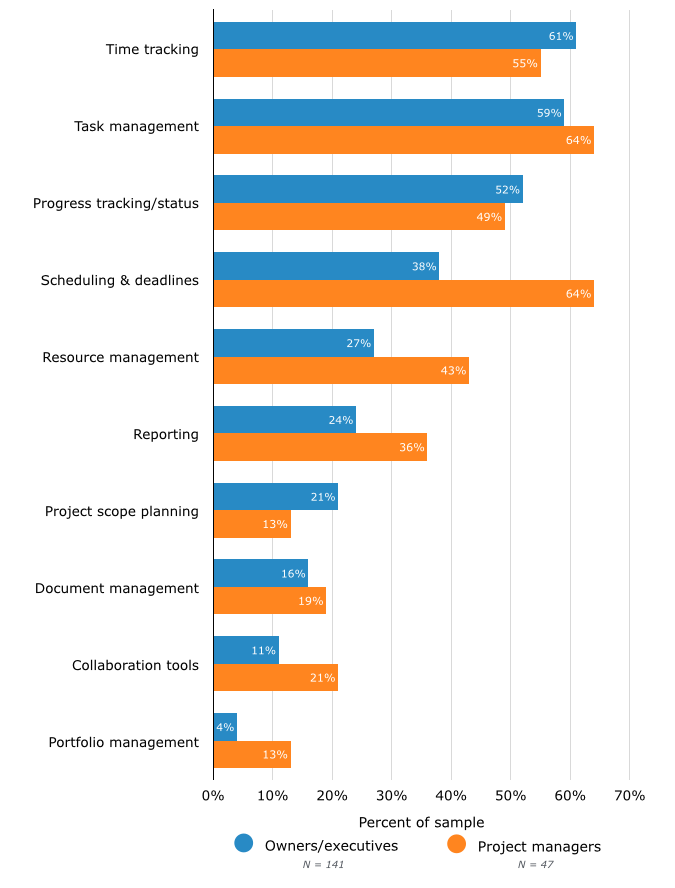 Time tracking
61%
55%
Task management
59%
64%
Progress tracking/status
52%
49%
Scheduling & deadlines
38%
64%
Resource management
27%
43%
Reporting
24%
36%
Project scope planning
21%
13%
Document management
16%
19%
Collaboration tools
11%
21%
Portfolio management
4%
13%
0% 10% 20% 30% 40% 50% 60% 70%
Percent of sample
Owners/executives Project managers
N = 141 N = 47